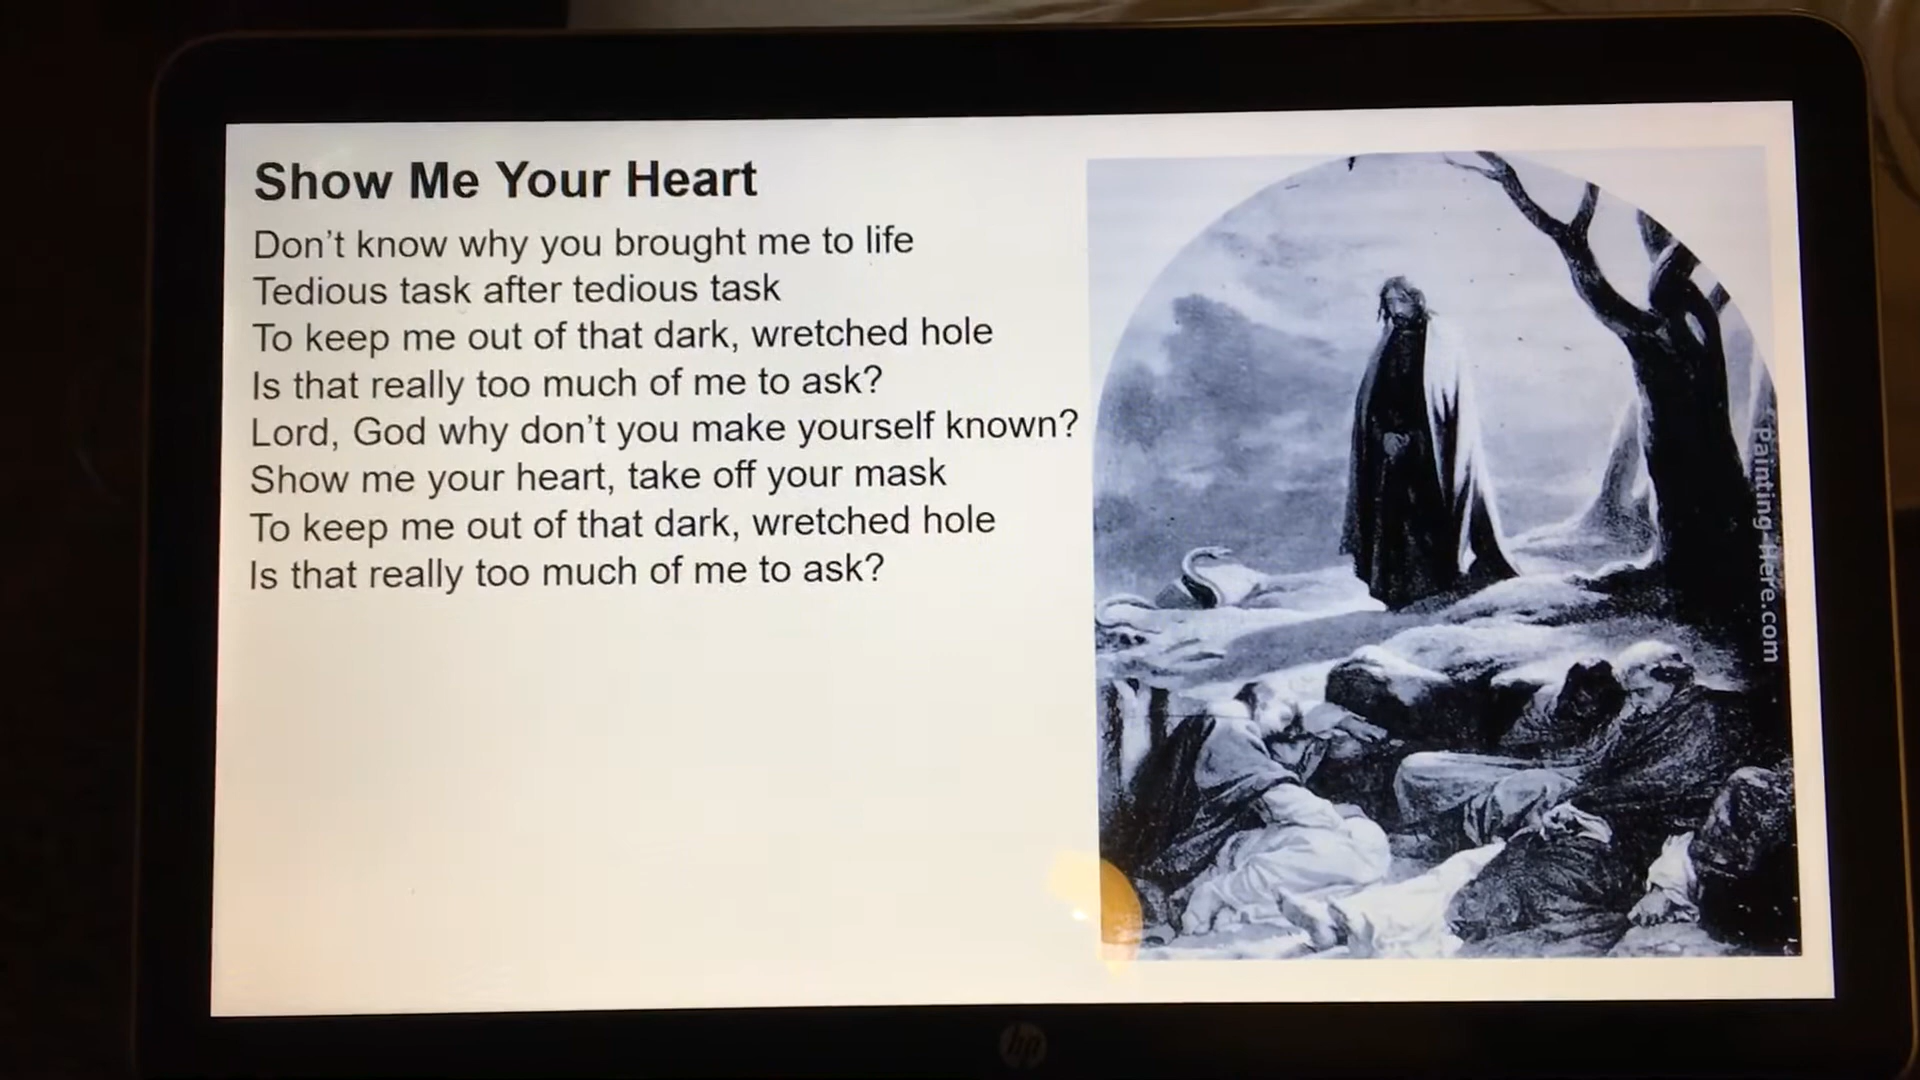 Show Me Your Heart
Don't know why you brought me to life
Tedious task after tedious task
To keep me out of that dark, wretched hole
Is that really too much of me to ask?
Lord, God why don't you make yourself known?
Show me your heart, take off your mask
To keep me out of that dark, wretched hole
Is that really too much of me to ask?
Painting-Here.com
hp